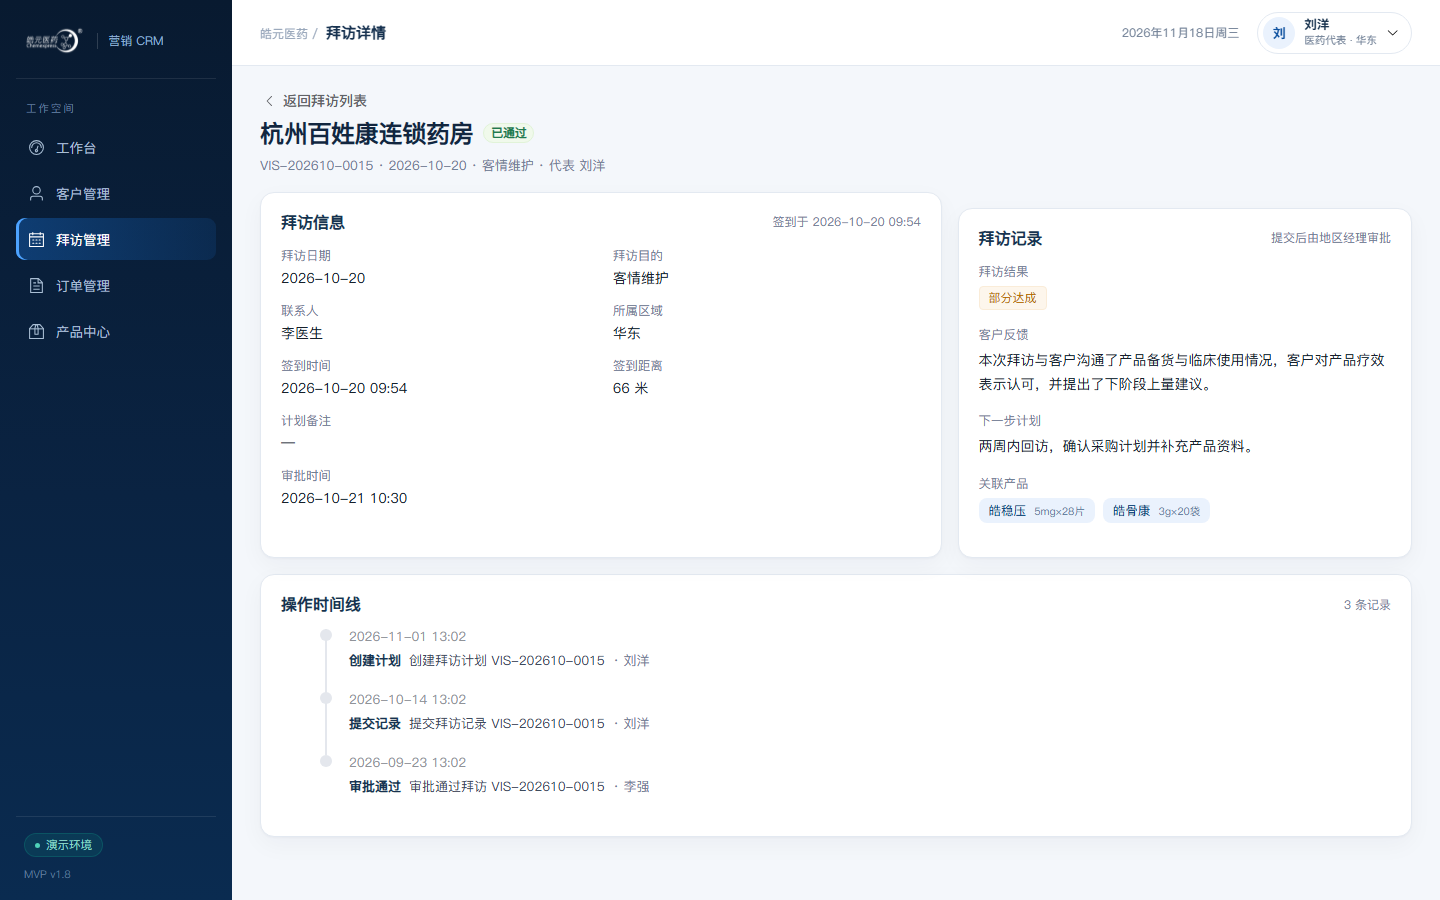 皓元医药
Chemexpress
营销 CRM
工作空间
工作台
客户管理
拜访管理
订单管理
产品中心
演示环境
MVP v1.8
皓元医药 / 拜访详情
2026年11月18日周三
刘
刘洋
医药代表 · 华东
返回拜访列表
杭州百姓康连锁药房 已通过
VIS-202610-0015 · 2026-10-20 · 客情维护 · 代表 刘洋
拜访信息
签到于 2026-10-20 09:54
拜访日期
2026-10-20
拜访目的
客情维护
联系人
李医生
所属区域
华东
签到时间
2026-10-20 09:54
签到距离
66 米
计划备注
—
审批时间
2026-10-21 10:30
拜访记录
提交后由地区经理审批
拜访结果
部分达成
客户反馈
本次拜访与客户沟通了产品备货与临床使用情况，客户对产品疗效
表示认可，并提出了下阶段上量建议。
下一步计划
两周内回访，确认采购计划并补充产品资料。
关联产品
皓稳压 5mg×28片 皓骨康 3g×20袋
操作时间线
3 条记录
2026-11-01 13:02
创建计划 创建拜访计划 VIS-202610-0015 · 刘洋
2026-10-14 13:02
提交记录 提交拜访记录 VIS-202610-0015 · 刘洋
2026-09-23 13:02
审批通过 审批通过拜访 VIS-202610-0015 · 李强